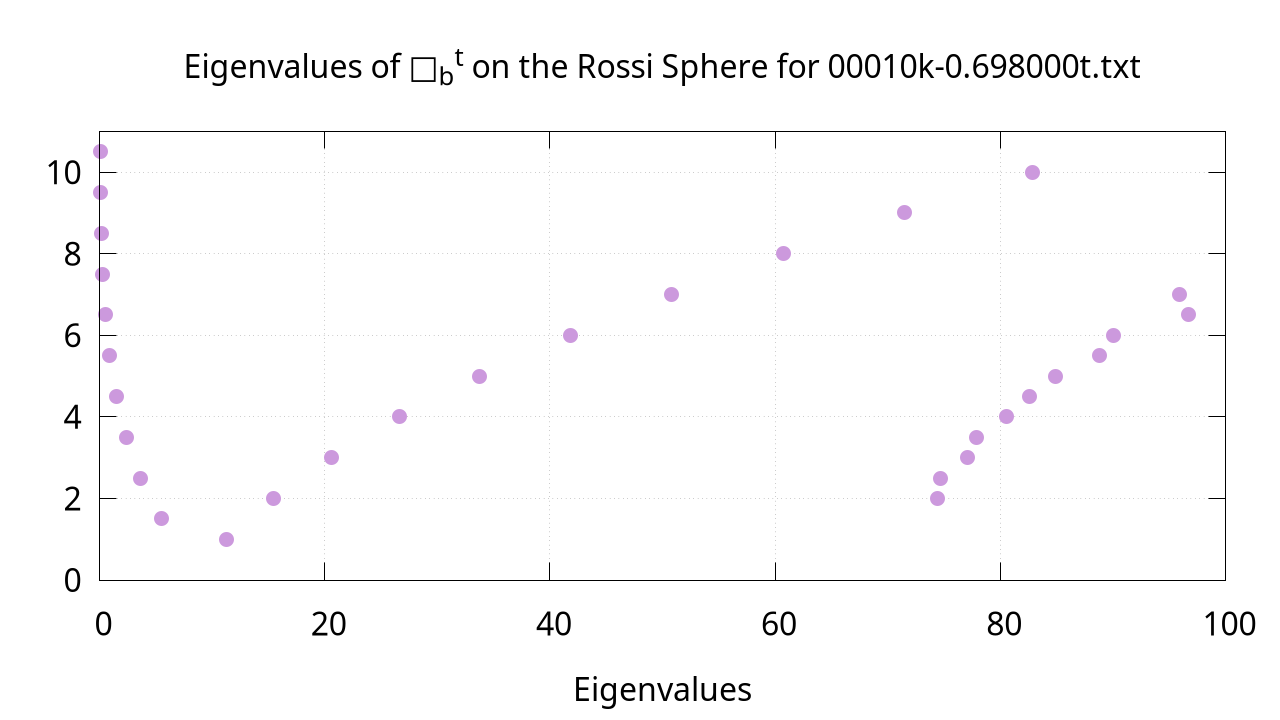 Eigenvalues of □_b^t on the Rossi Sphere for 00010k-0.698000t.txt
10
8
6
4
2
0
0 20 40 60 80 100
Eigenvalues